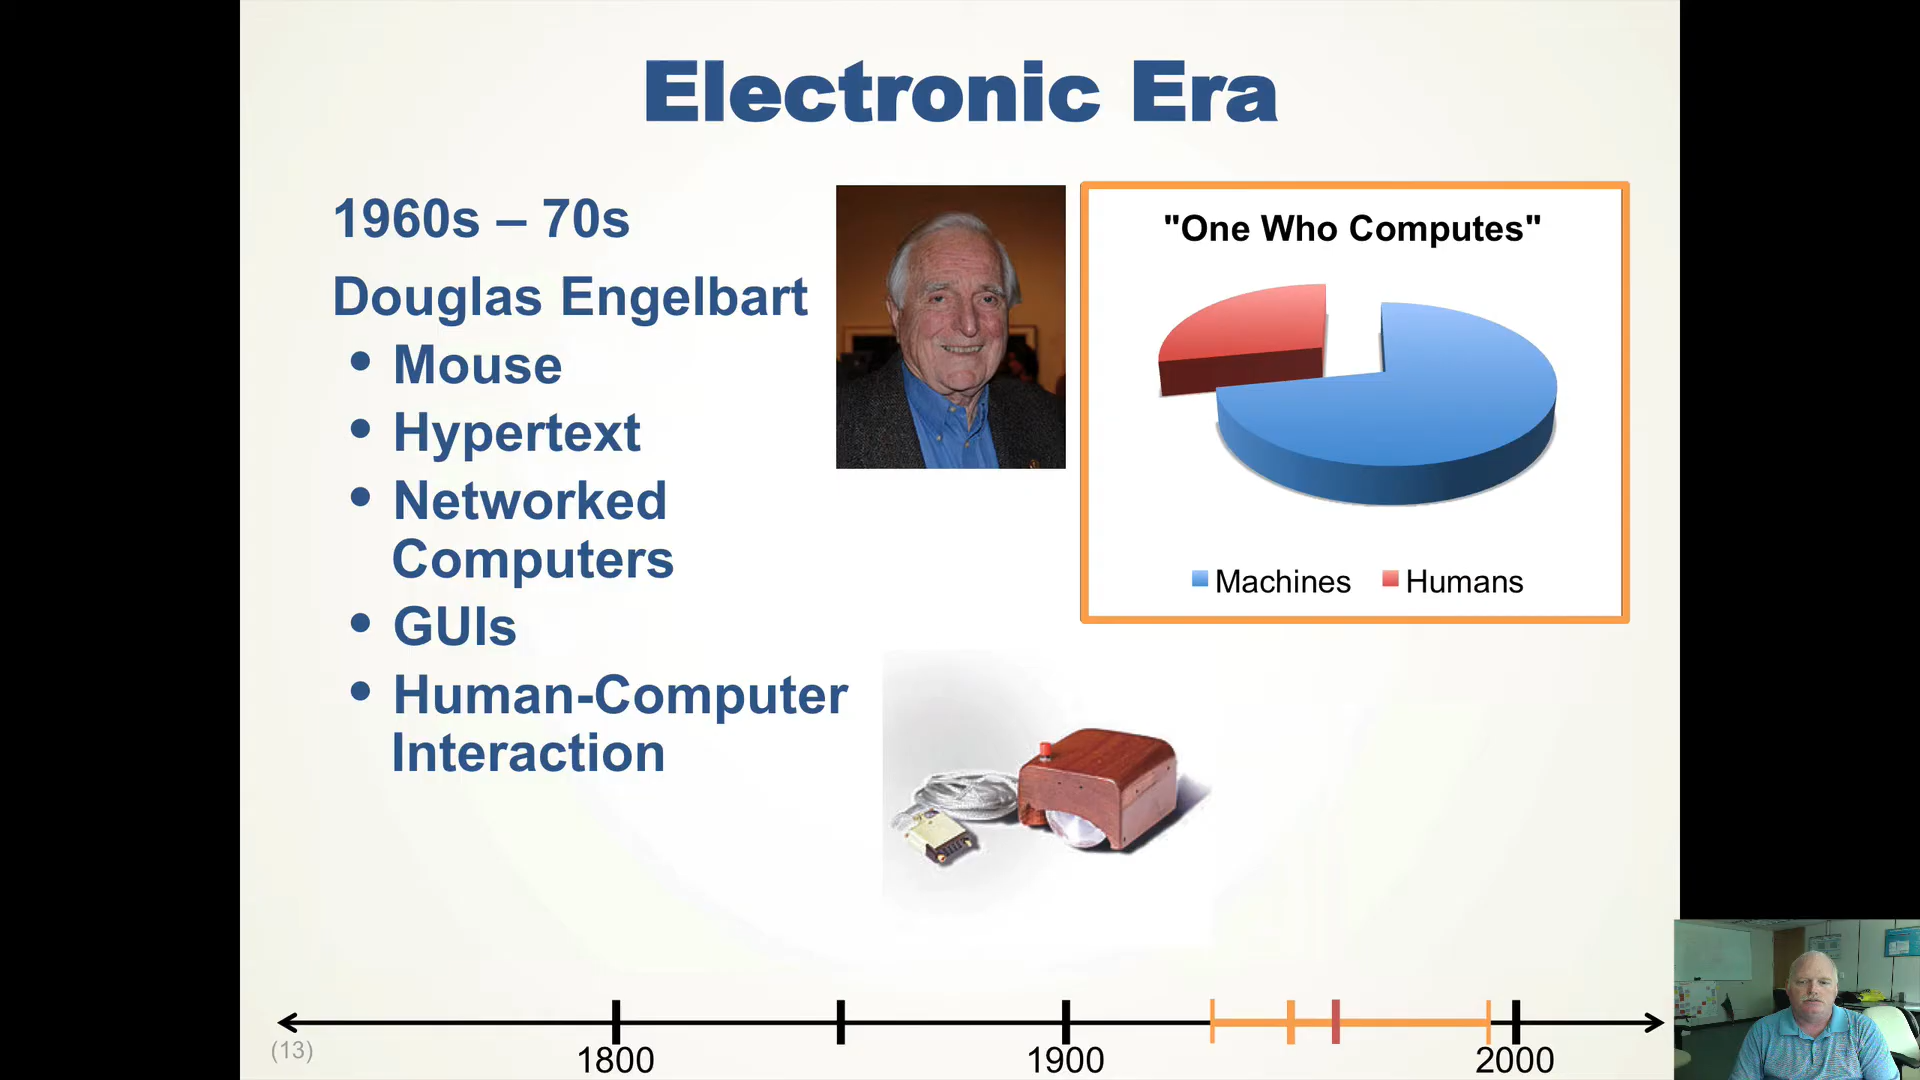 Electronic Era
1960s – 70s
Douglas Engelbart
• Mouse
• Hypertext
• Networked
Computers
• GUIs
• Human-Computer
Interaction
"One Who Computes"
Machines Humans
(13)
1800 1900 2000